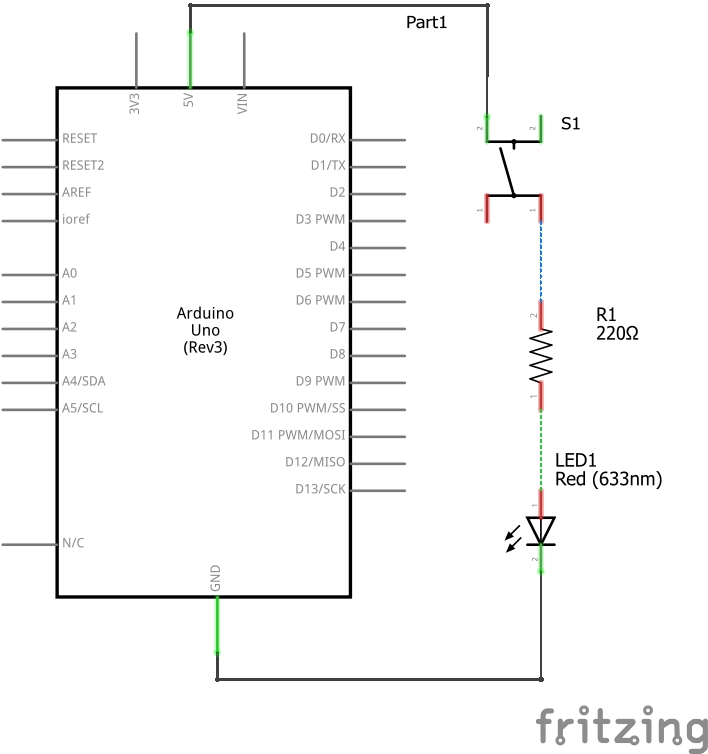 Part1
3V3
5V
VIN
RESET
RESET2
AREF
ioref
A0
A1
A2
A3
A4/SDA
A5/SCL
N/C
Arduino
Uno
(Rev3)
D0/RX
D1/TX
D2
D3 PWM
D4
D5 PWM
D6 PWM
D7
D8
D9 PWM
D10 PWM/SS
D11 PWM/MOSI
D12/MISO
D13/SCK
GND
2
2
S1
1
1
2
R1
220Ω
1
LED1
Red (633nm)
1
2
fritzing